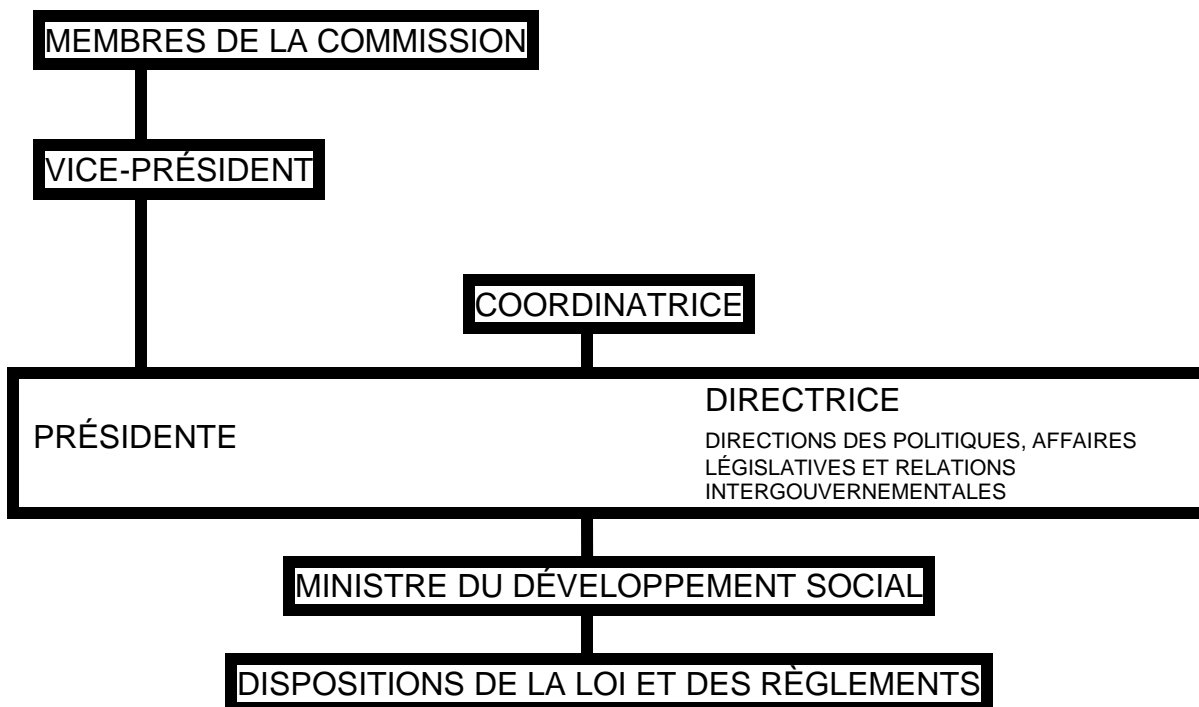 MEMBRES DE LA COMMISSION
VICE-PRÉSIDENT
COORDINATRICE
PRÉSIDENTE
DIRECTRICE
DIRECTIONS DES POLITIQUES, AFFAIRES
LÉGISLATIVES ET RELATIONS
INTERGOUVERNEMENTALES
MINISTRE DU DÉVELOPPEMENT SOCIAL
DISPOSITIONS DE LA LOI ET DES RÈGLEMENTS